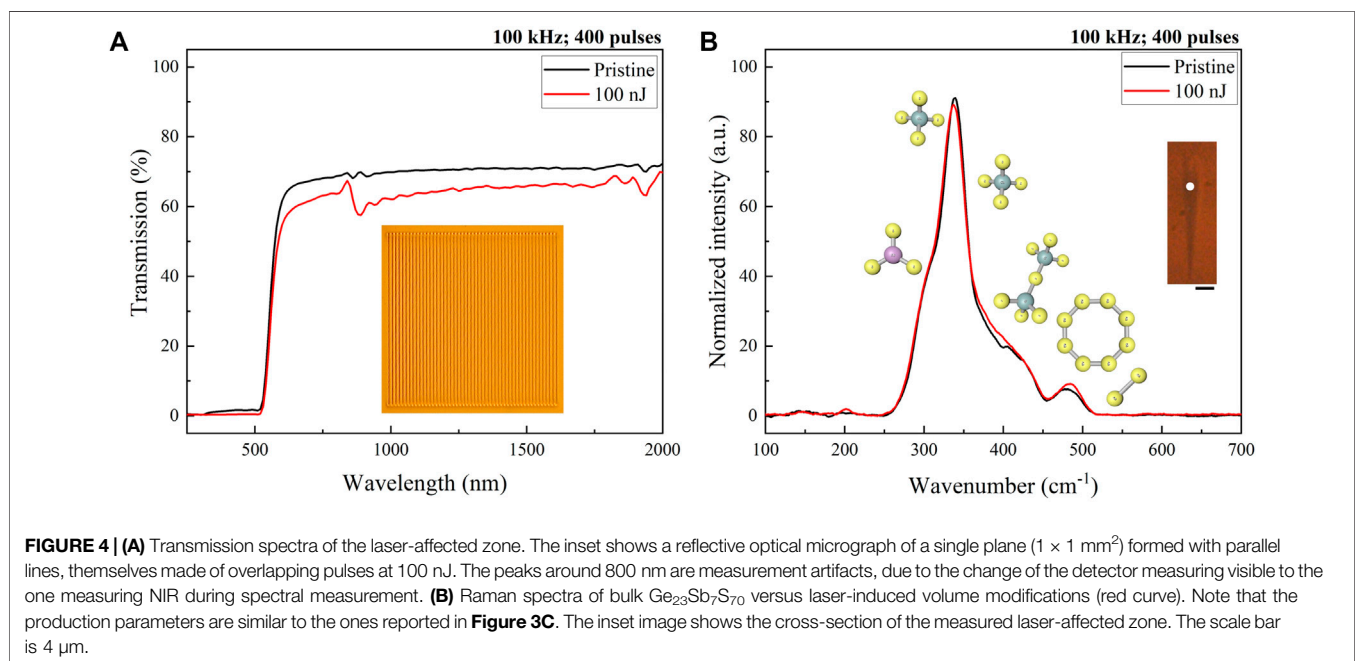 A
100 kHz; 400 pulses
Pristine
100 nJ
100
80
60
40
20
0
Transmission (%)
500
1000
1500
2000
Wavelength (nm)
B
100 kHz; 400 pulses
Pristine
100 nJ
100
80
60
40
20
0
Normalized intensity (a.u.)
100
200
300
400
500
600
700
Wavenumber (cm⁻¹)
FIGURE 4 | (A) Transmission spectra of the laser-affected zone. The inset shows a reflective optical micrograph of a single plane (1 × 1 mm²) formed with parallel
lines, themselves made of overlapping pulses at 100 nJ. The peaks around 800 nm are measurement artifacts, due to the change of the detector measuring visible to the
one measuring NIR during spectral measurement. (B) Raman spectra of bulk Ge₂₃Sb₇S₇₀ versus laser-induced volume modifications (red curve). Note that the
production parameters are similar to the ones reported in Figure 3C. The inset image shows the cross-section of the measured laser-affected zone. The scale bar
is 4 μm.